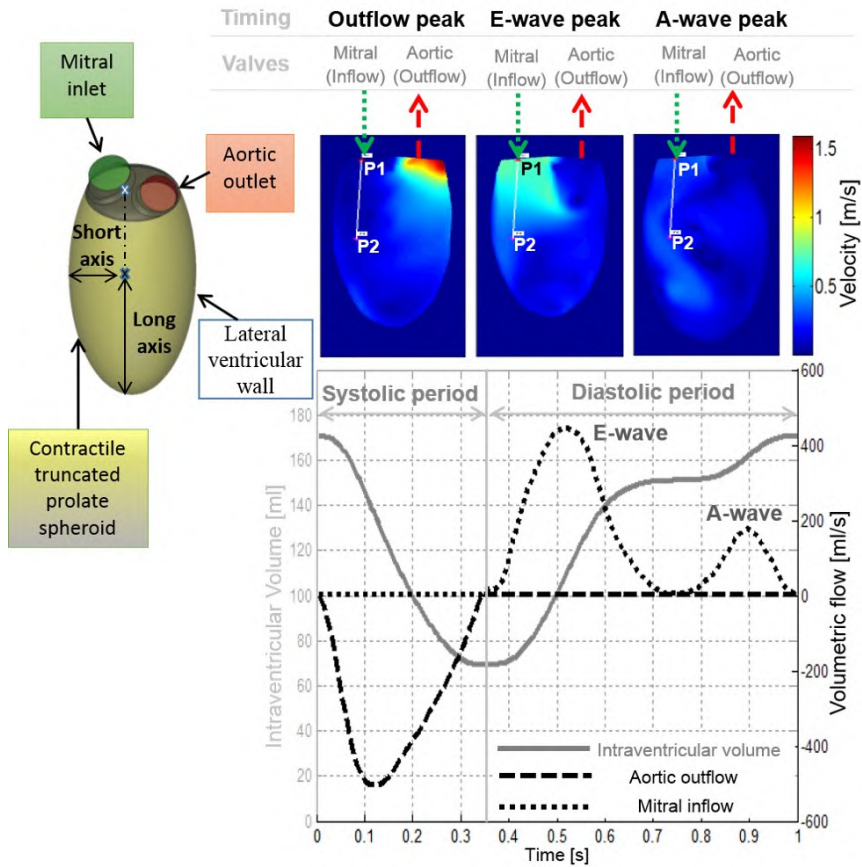 Timing Outflow peak E-wave peak A-wave peak
Valves Mitral (Inflow) Aortic (Outflow) Mitral (Inflow) Aortic (Outflow) Mitral (Inflow) Aortic (Outflow)
Mitral
inlet
Aortic
outlet
Short
axis
Long
axis
Lateral
ventricular
wall
Contractile
truncated
prolate
spheroid
P1
P2
P1
P2
P1
P2
1.5
1
0.5
Velocity [m/s]
Systolic period
Diastolic period
E-wave
A-wave
Intraventricular Volume [ml]
180
160
140
120
100
80
60
40
20
0
600
400
200
0
-200
-400
-600
Volumetric flow [ml/s]
Intraventricular volume
Aortic outflow
Mitral inflow
0 0.1 0.2 0.3 0.4 0.5 0.6 0.7 0.8 0.9 1
Time [s]